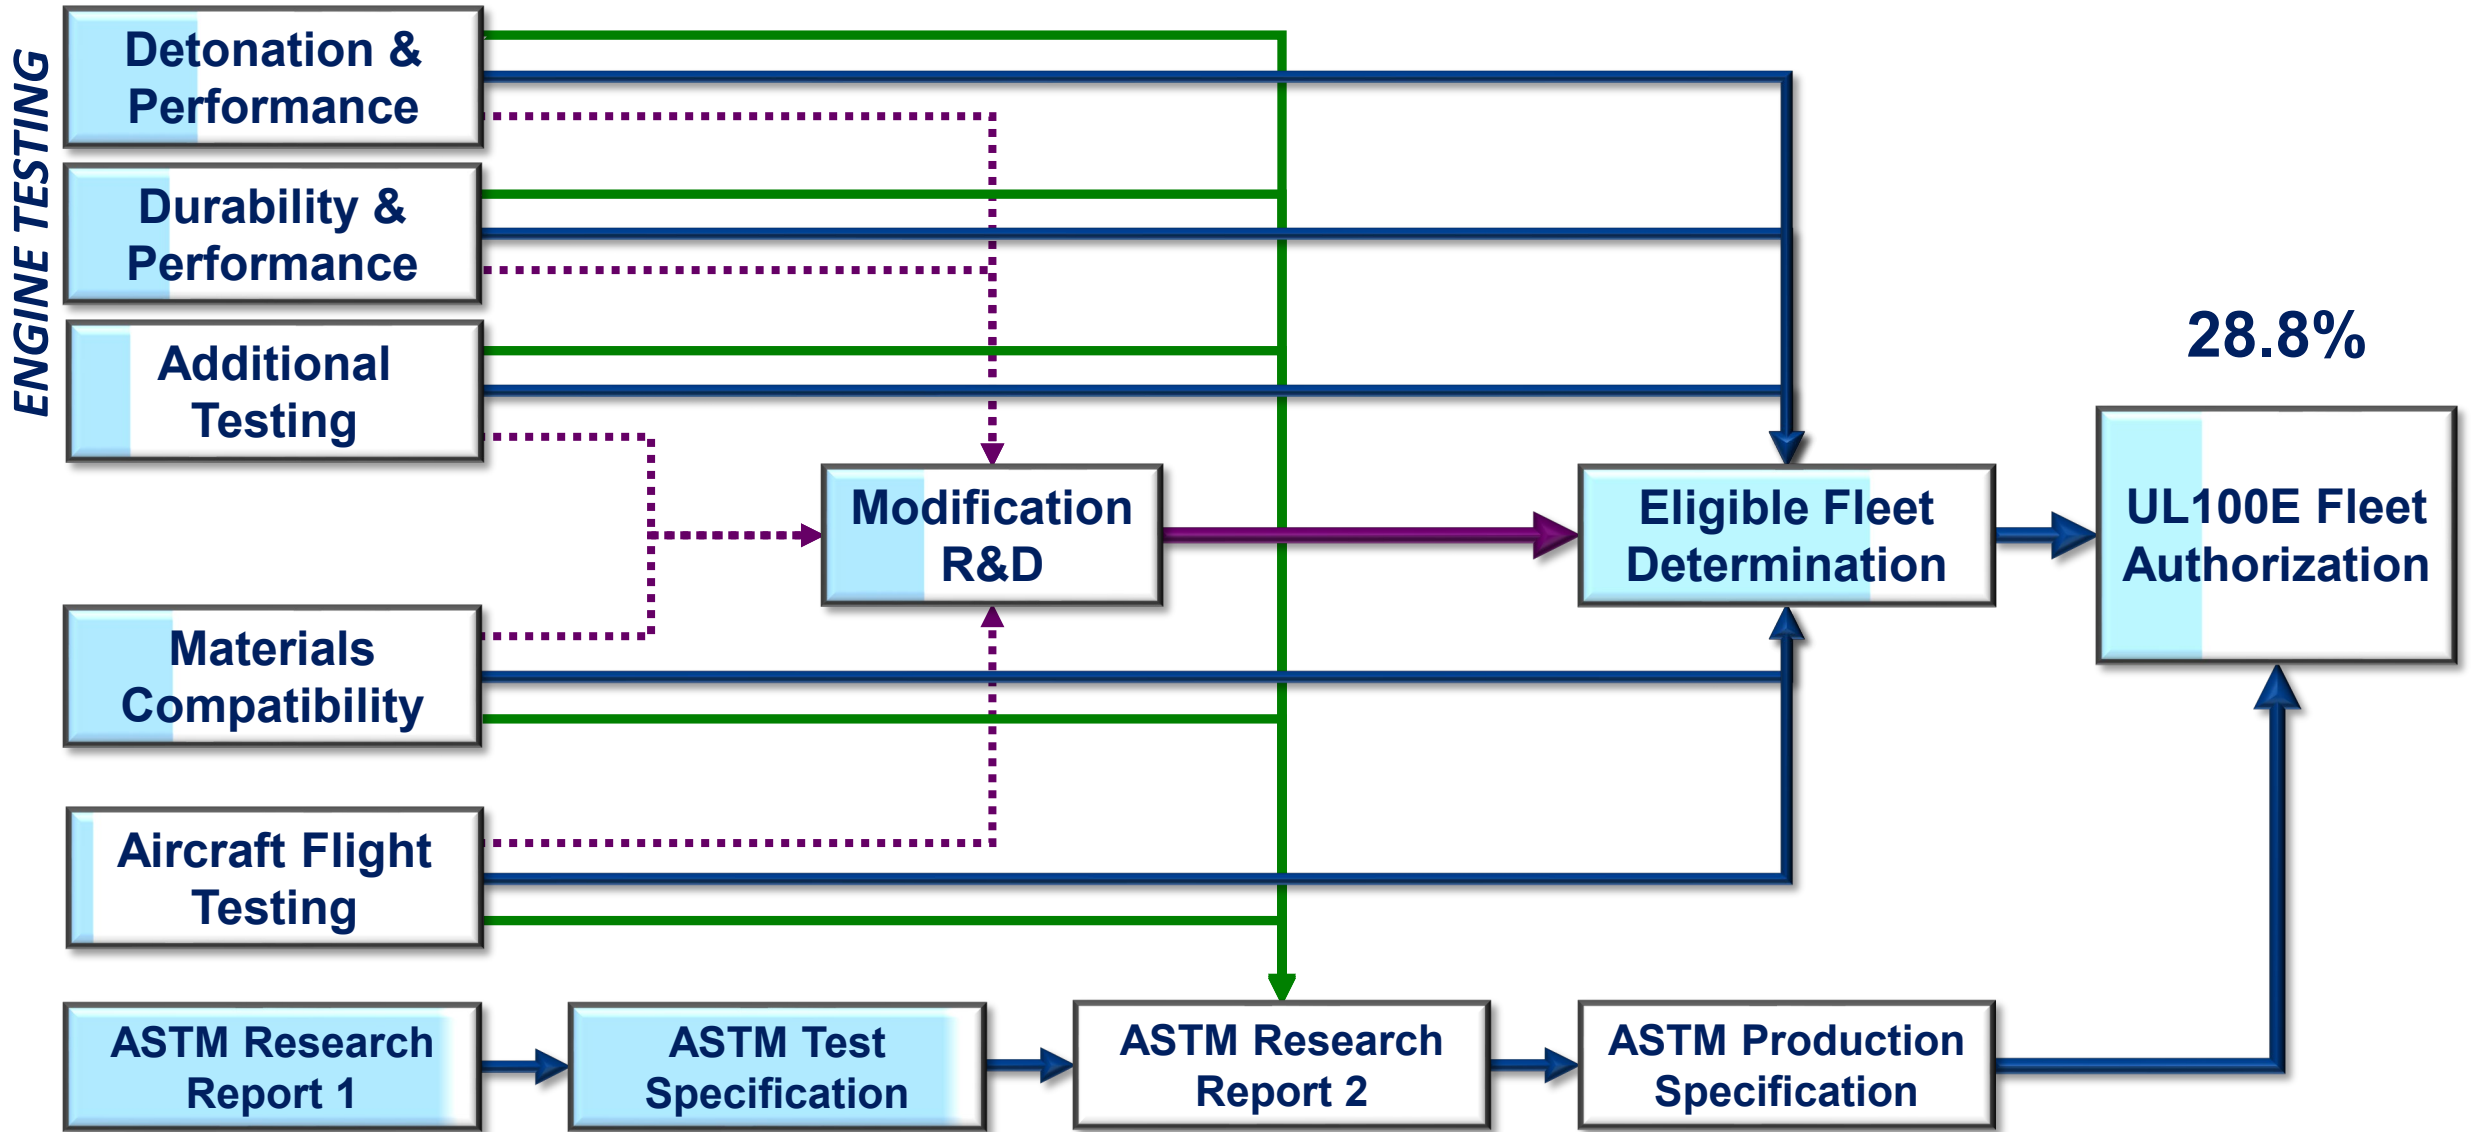 ENGINE TESTING
Detonation &
Performance
Durability &
Performance
Additional
Testing
Materials
Compatibility
Aircraft Flight
Testing
Modification
R&D
Eligible Fleet
Determination
28.8%
UL100E Fleet
Authorization
ASTM Research
Report 1
ASTM Test
Specification
ASTM Research
Report 2
ASTM Production
Specification